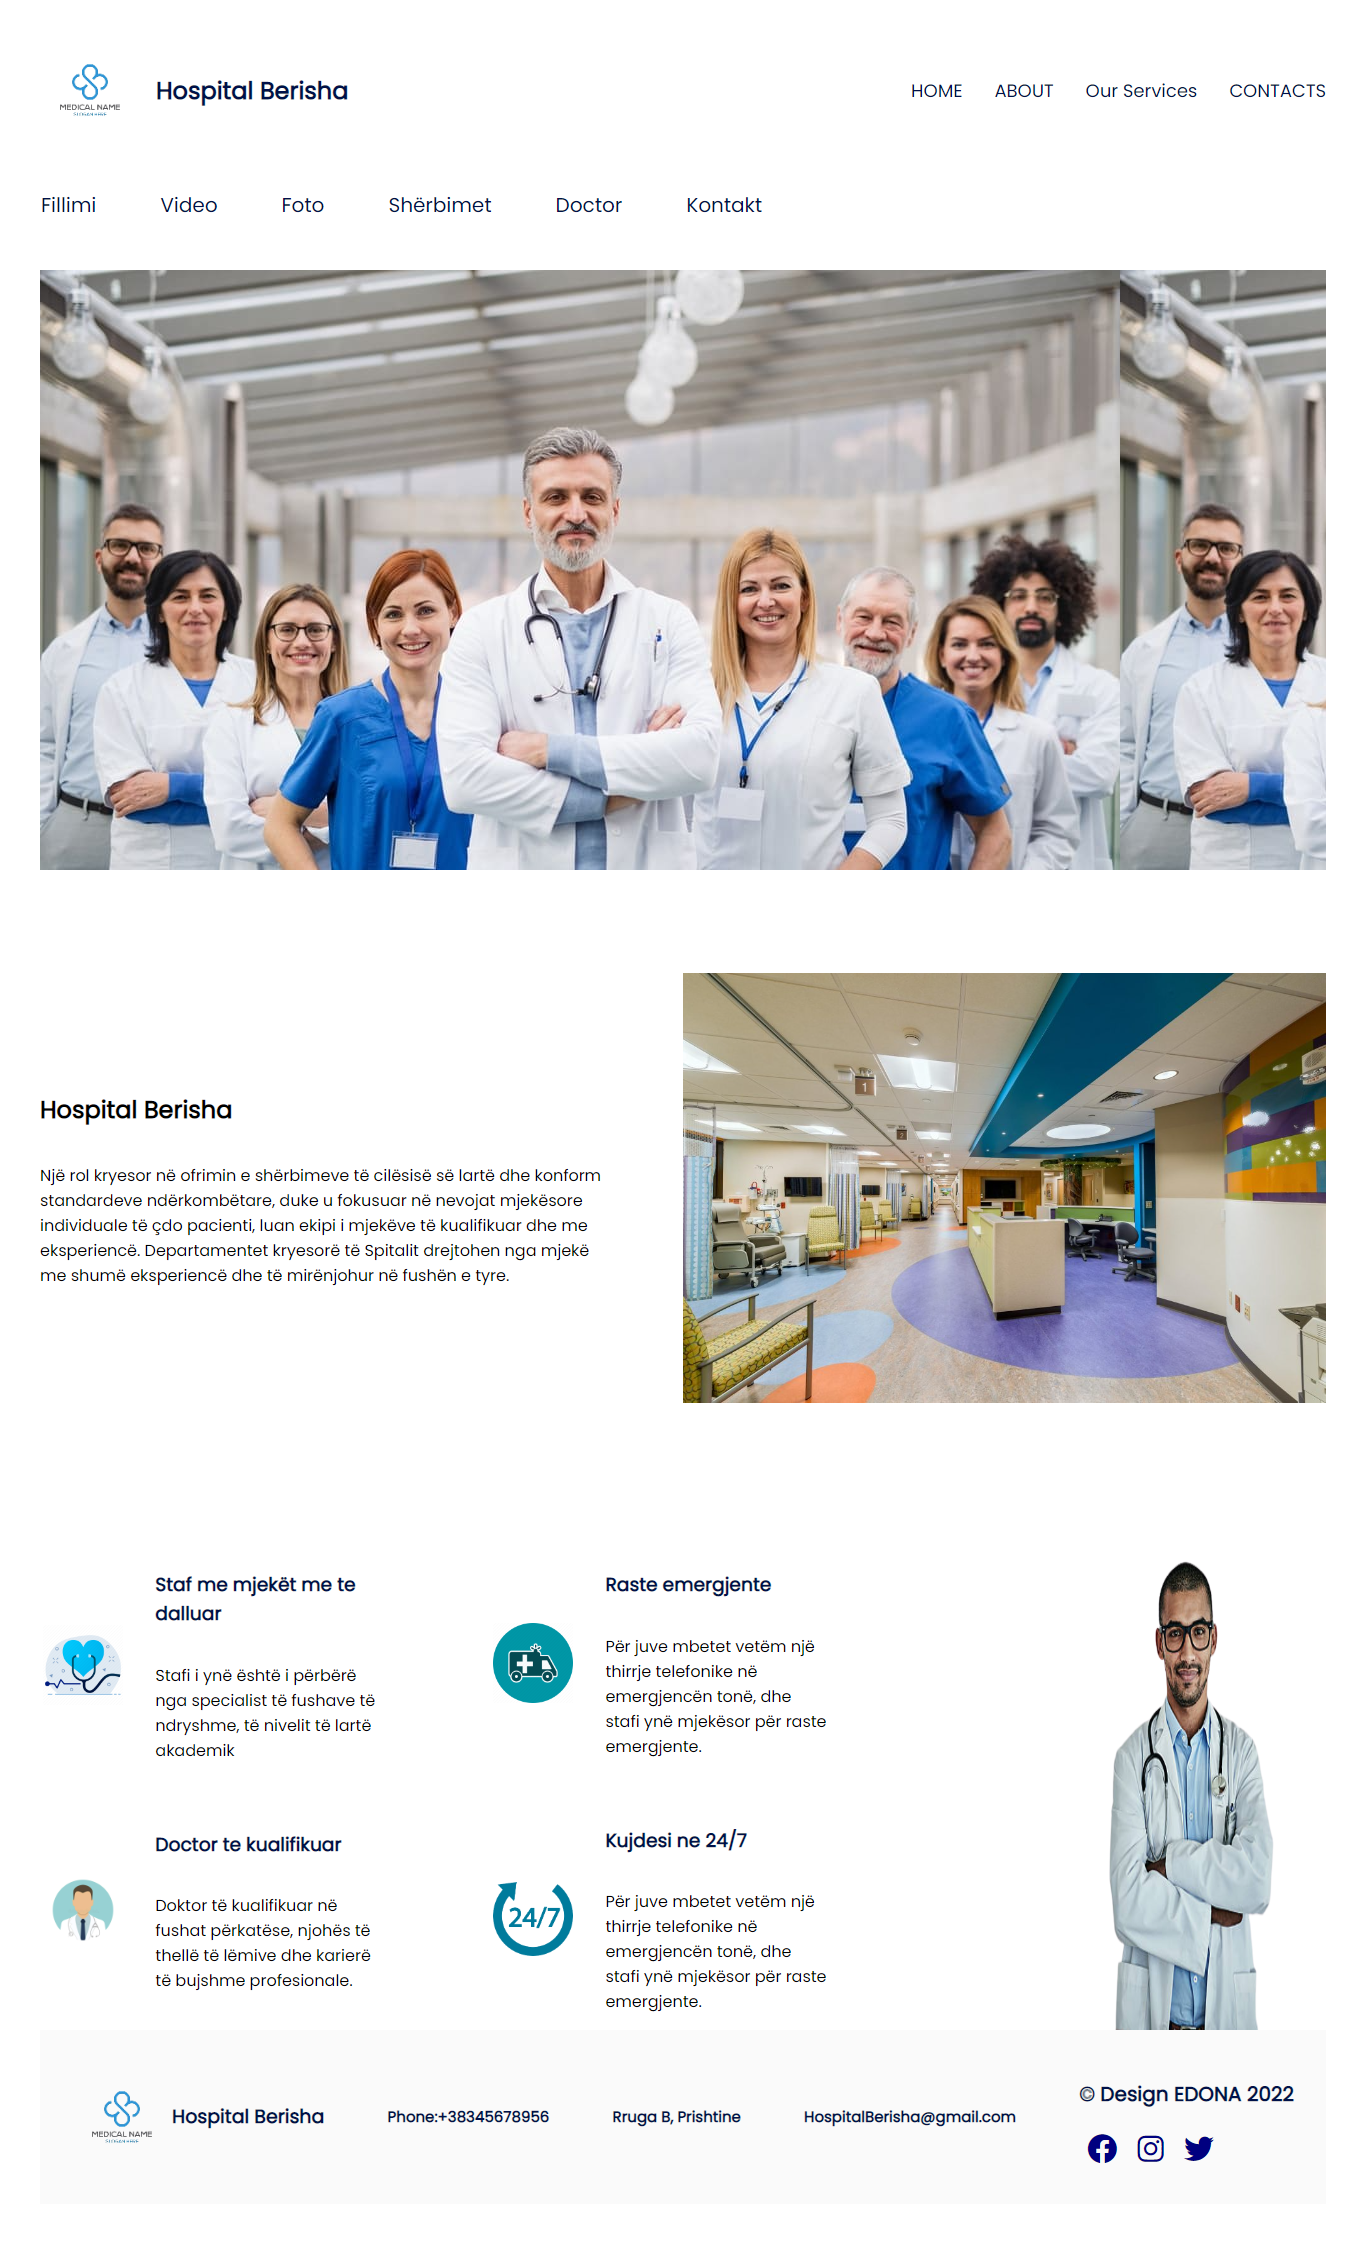 MEDICAL NAME
SLOGAN HERE
Hospital Berisha
HOME
ABOUT
Our Services
CONTACTS
Fillimi
Video
Foto
Shërbimet
Doctor
Kontakt
1
2
Hospital Berisha
Një rol kryesor në ofrimin e shërbimeve të cilësisë së lartë dhe konform
standardeve ndërkombëtare, duke u fokusuar në nevojat mjekësore
individuale të çdo pacienti, luan ekipi i mjekëve të kualifikuar dhe me
eksperiencë. Departamentet kryesorë të Spitalit drejtohen nga mjekë
me shumë eksperiencë dhe të mirënjohur në fushën e tyre.
Staf me mjekët me te
dalluar
Stafi i ynë është i përbërë
nga specialist të fushave të
ndryshme, të nivelit të lartë
akademik
Raste emergjente
Për juve mbetet vetëm një
thirrje telefonike në
emergjencën tonë, dhe
stafi ynë mjekësor për raste
emergjente.
Doctor te kualifikuar
Doktor të kualifikuar në
fushat përkatëse, njohës të
thellë të lëmive dhe karierë
të bujshme profesionale.
Kujdesi ne 24/7
24/7
Për juve mbetet vetëm një
thirrje telefonike në
emergjencën tonë, dhe
stafi ynë mjekësor për raste
emergjente.
MEDICAL NAME
SLOGAN HERE
Hospital Berisha
Phone:+38345678956
Rruga B, Prishtine
HospitalBerisha@gmail.com
© Design EDONA 2022